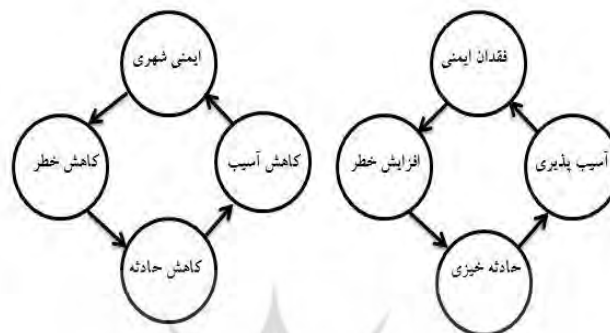 فقدان ایمنی
افزایش خطر
آسیب پذیری
حادثه خیزی
ایمنی شهری
کاهش خطر
کاهش آسیب
کاهش حادثه